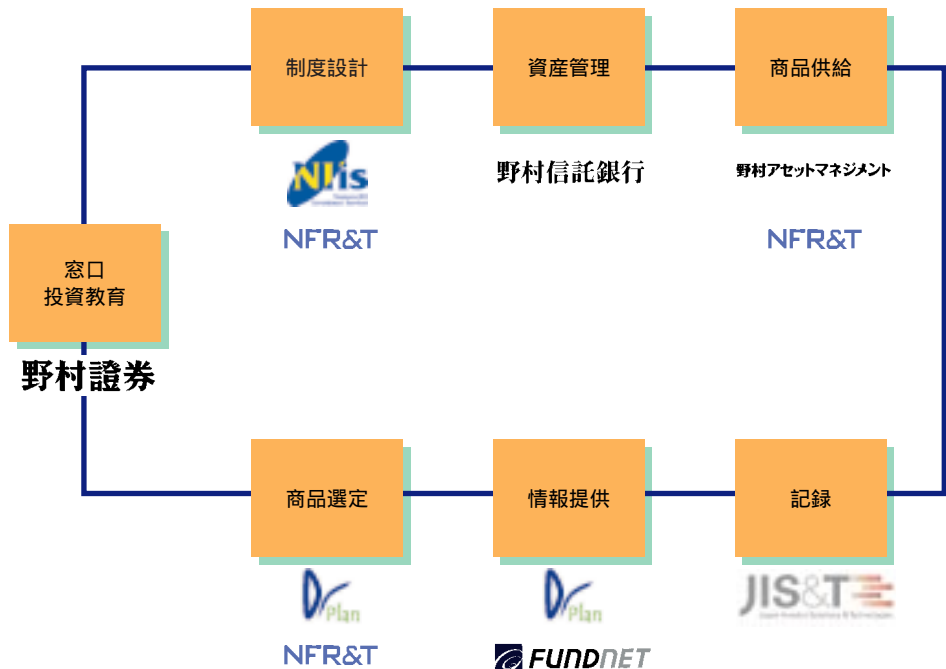 制度設計
資産管理
商品供給
NFR&T
野村信託銀行
野村アセットマネジメント
NFR&T
窓口
投資教育
野村證券
商品選定
情報提供
記録
Dr Plan
NFR&T
Dr Plan
FUNDNET
JIS&T